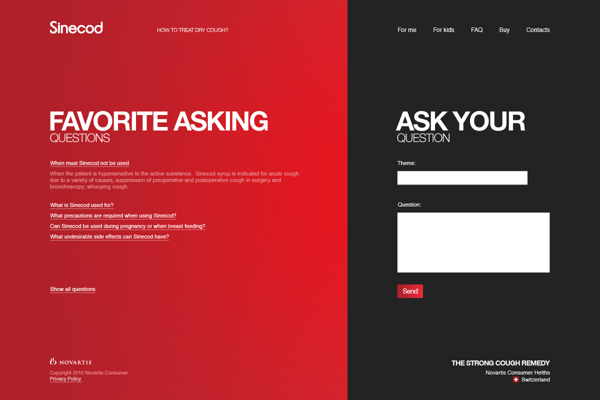 Sinecod
HOW TO TREAT DRY COUGH?
For me
For kids
FAQ
Buy
Contacts
FAVORITE ASKING
QUESTIONS
When must Sinecod not be used
When the patient is hypersensitive to the active substance. Sinecod syrup is indicated for acute cough
due to a variety of causes; suppression of preoperative and postoperative cough in surgery and
bronchoscopy; whooping cough
What is Sinecod used for?
What precautions are required when using Sinecod?
Can Sinecod be used during pregnancy or when breast feeding?
What undesirable side effects can Sinecod have?
Show all questions
NOVARTIS
Copyright 2010 Novartis Consumer.
Privacy Policy
ASK YOUR
QUESTION
Theme:
Question:
Send
THE STRONG COUGH REMEDY
Novartis Consumer Helths
Switzerland